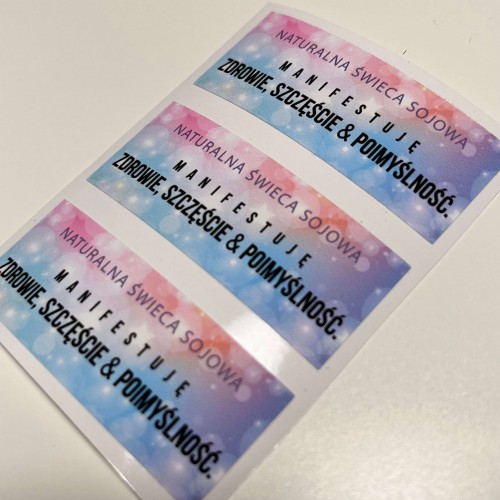 NATURALNA ŚWIECA SOJOWA
MANIFESTUJĘ
ZDROWIE, SZCZĘŚCIE & POIMYŚLNOŚĆ.
NATURALNA ŚWIECA SOJOWA
MANIFESTUJĘ
ZDROWIE, SZCZĘŚCIE & POIMYŚLNOŚĆ.
NATURALNA ŚWIECA SOJOWA
MANIFESTUJĘ
ZDROWIE, SZCZĘŚCIE & POIMYŚLNOŚĆ.